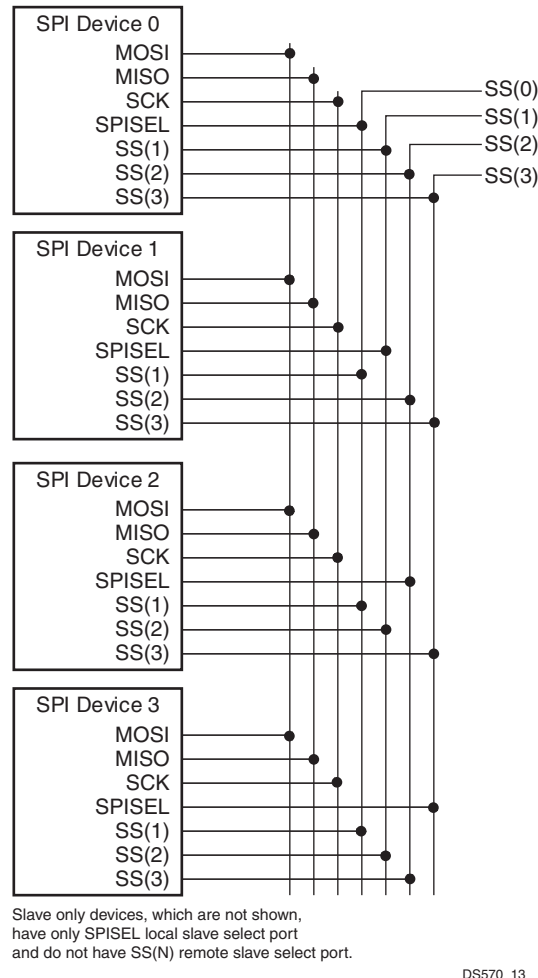 SPI Device 0
MOSI
MISO
SCK
SPISEL
SS(1)
SS(2)
SS(3)
SS(0)
SS(1)
SS(2)
SS(3)
SPI Device 1
MOSI
MISO
SCK
SPISEL
SS(1)
SS(2)
SS(3)
SPI Device 2
MOSI
MISO
SCK
SPISEL
SS(1)
SS(2)
SS(3)
SPI Device 3
MOSI
MISO
SCK
SPISEL
SS(1)
SS(2)
SS(3)
Slave only devices, which are not shown,
have only SPISEL local slave select port
and do not have SS(N) remote slave select port.
DS570_13